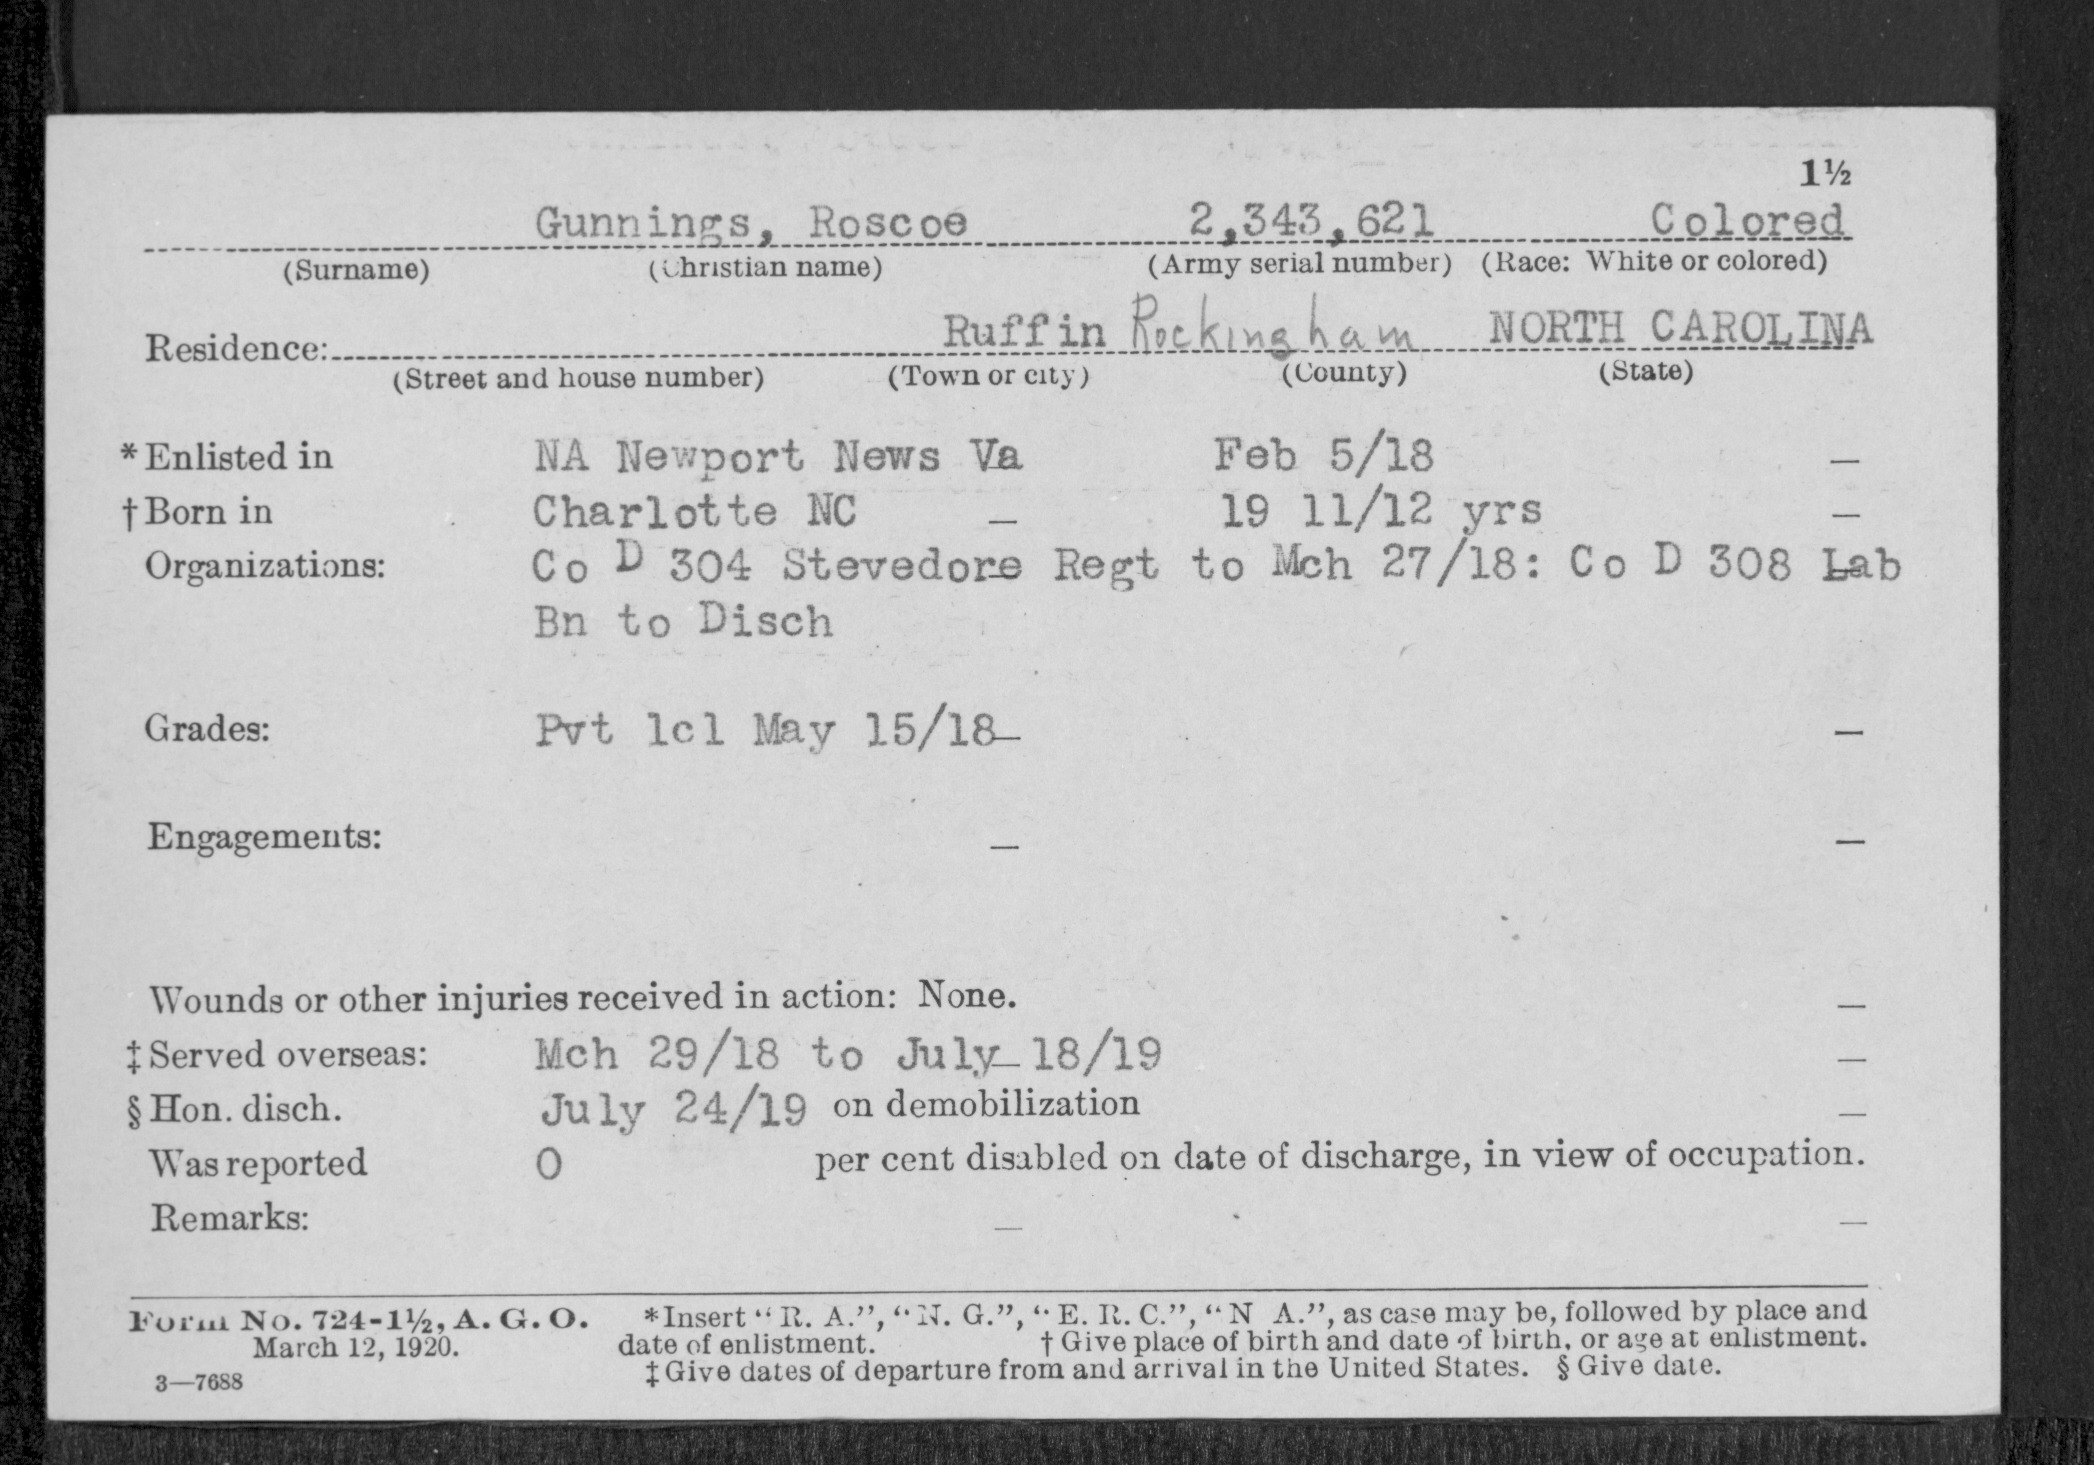 1½
Gunnings, Roscoe 2,343,621 Colored
(Surname) (Christian name) (Army serial number) (Race: White or colored)
Residence: Ruffin Rockingham NORTH CAROLINA
(Street and house number) (Town or city) (County) (State)
*Enlisted in NA Newport News Va Feb 5/18 —
†Born in Charlotte NC — 19 11/12 yrs —
Organizations: Co D 304 Stevedore Regt to Mch 27/18: Co D 308 Lab
Bn to Disch
Grades: Pvt 1cl May 15/18— —
Engagements: — —
Wounds or other injuries received in action: None. —
‡Served overseas: Mch 29/18 to July 18/19 —
§Hon. disch. July 24/19 on demobilization —
Was reported 0 per cent disabled on date of discharge, in view of occupation.
Remarks: — —
Form No. 724-1½, A. G. O. *Insert “R. A.”, “N. G.”, “E. R. C.”, “N A.”, as case may be, followed by place and
March 12, 1920. date of enlistment. †Give place of birth and date of birth, or age at enlistment.
3—7688 ‡Give dates of departure from and arrival in the United States. §Give date.